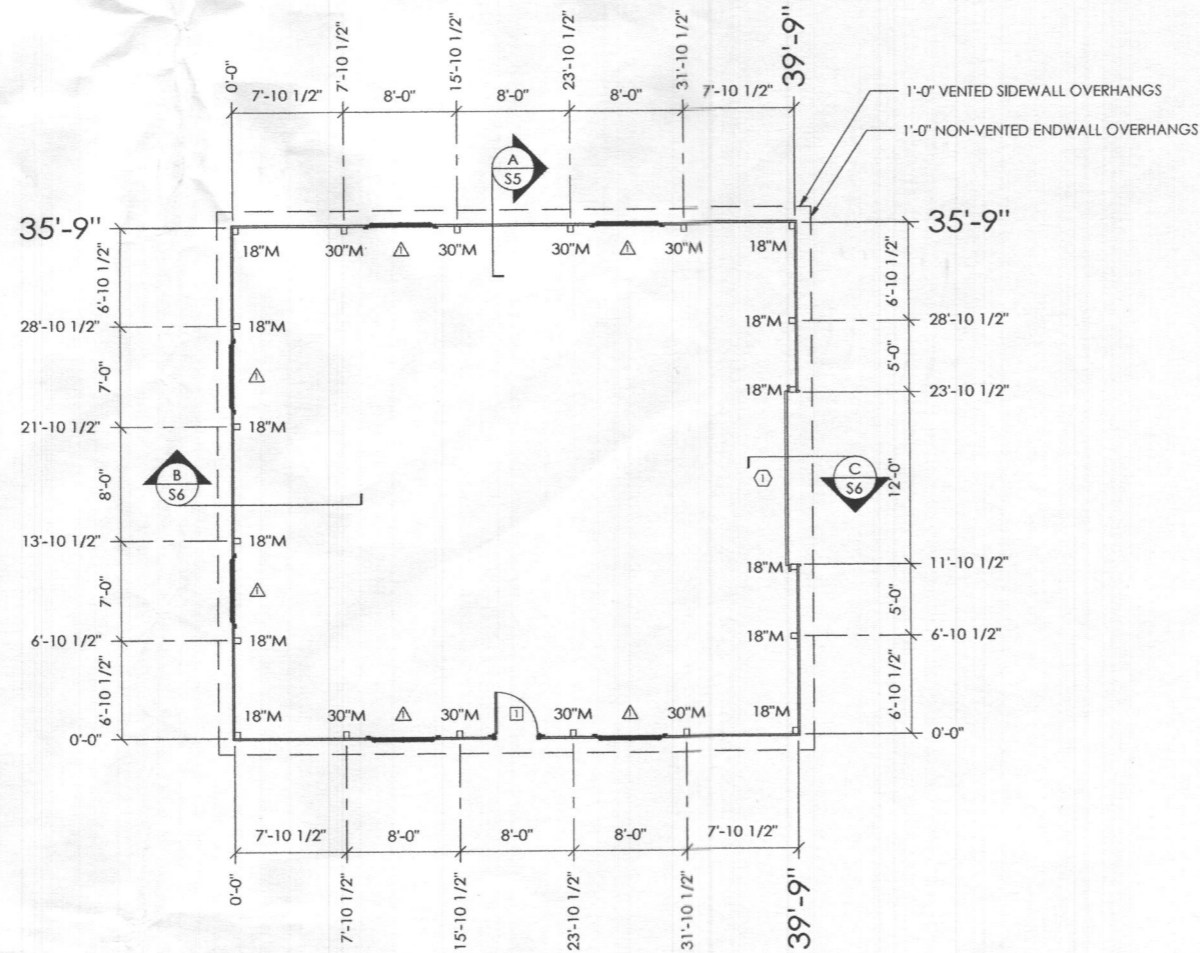 0'-0"
7'-10 1/2"
15'-10 1/2"
23'-10 1/2"
31'-10 1/2"
39'-9"
7'-10 1/2"
8'-0"
8'-0"
8'-0"
7'-10 1/2"
1'-0" VENTED SIDEWALL OVERHANGS
1'-0" NON-VENTED ENDWALL OVERHANGS
A
S5
35'-9"
35'-9"
18"M
30"M
1
30"M
30"M
1
30"M
18"M
6'-10 1/2"
6'-10 1/2"
28'-10 1/2"
18"M
18"M
28'-10 1/2"
7'-0"
1
5'-0"
18"M
23'-10 1/2"
21'-10 1/2"
18"M
B
S6
8'-0"
1
C
S6
12'-0"
13'-10 1/2"
18"M
18"M
11'-10 1/2"
7'-0"
1
5'-0"
6'-10 1/2"
18"M
18"M
6'-10 1/2"
6'-10 1/2"
6'-10 1/2"
18"M
30"M
1
30"M
1
30"M
1
30"M
18"M
0'-0"
0'-0"
7'-10 1/2"
8'-0"
8'-0"
8'-0"
7'-10 1/2"
0'-0"
7'-10 1/2"
15'-10 1/2"
23'-10 1/2"
31'-10 1/2"
39'-9"